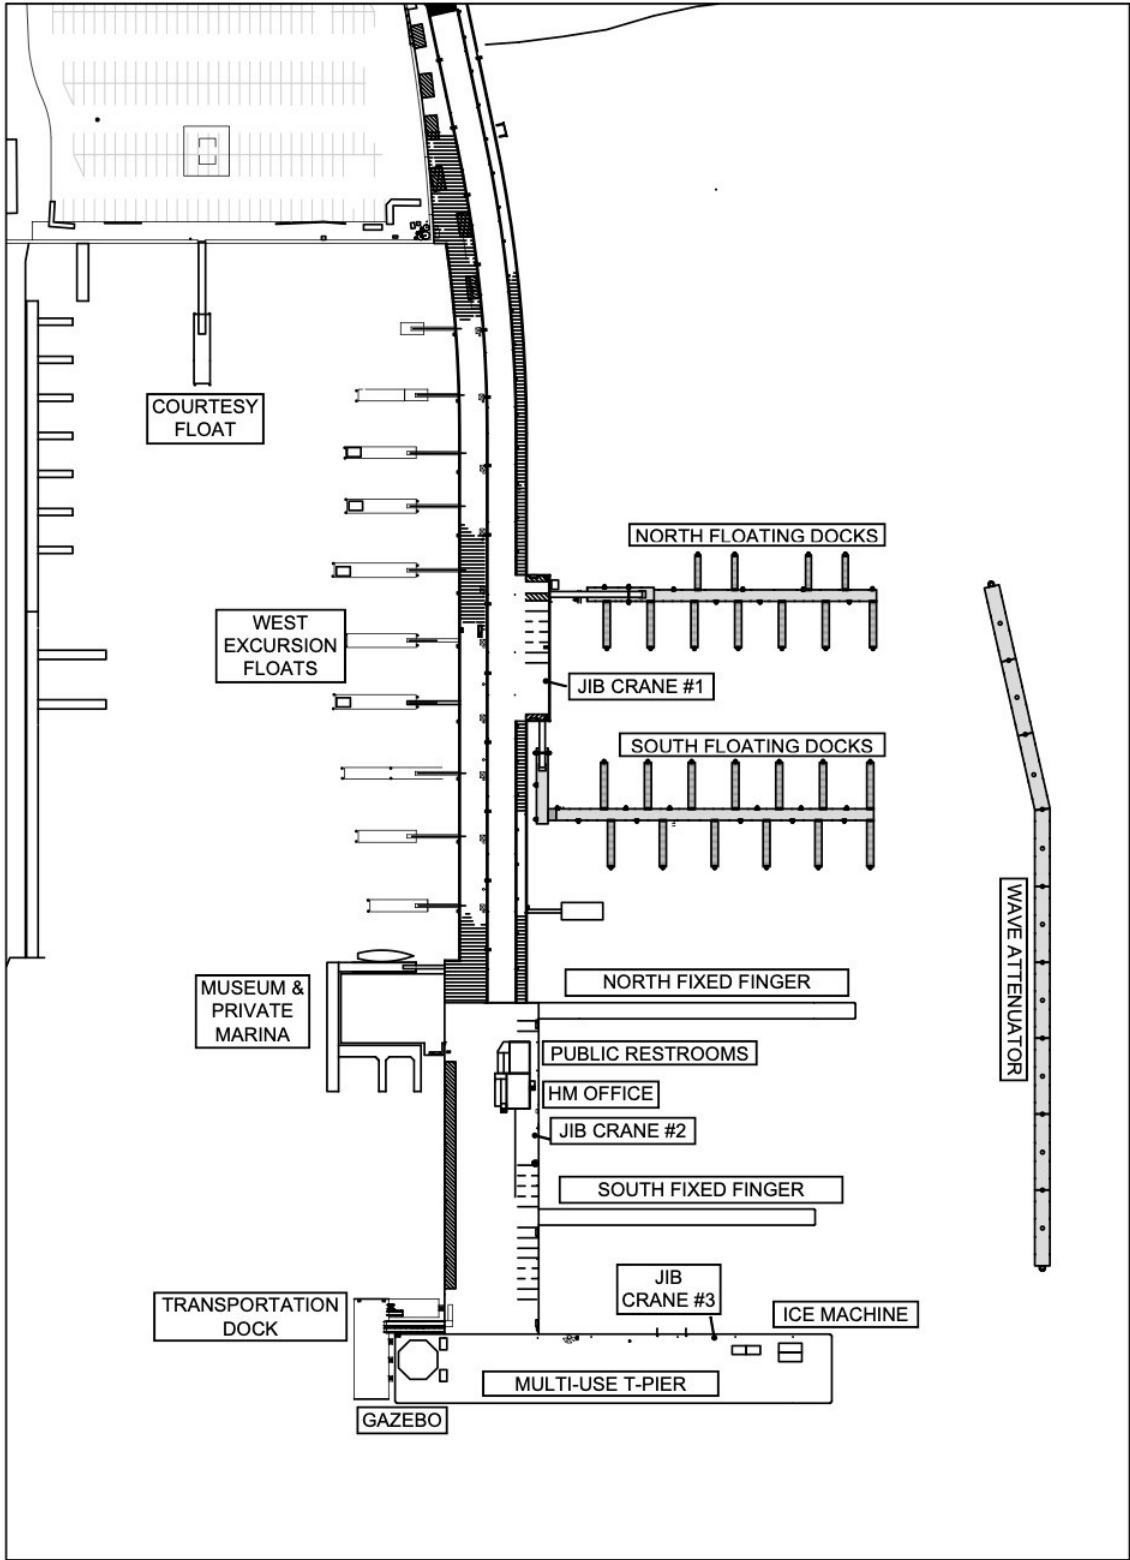 COURTESY
FLOAT
NORTH FLOATING DOCKS
WEST
EXCURSION
FLOATS
JIB CRANE #1
SOUTH FLOATING DOCKS
WAVE ATTENUATOR
MUSEUM &
PRIVATE
MARINA
NORTH FIXED FINGER
PUBLIC RESTROOMS
HM OFFICE
JIB CRANE #2
SOUTH FIXED FINGER
JIB
CRANE #3
TRANSPORTATION
DOCK
ICE MACHINE
MULTI-USE T-PIER
GAZEBO